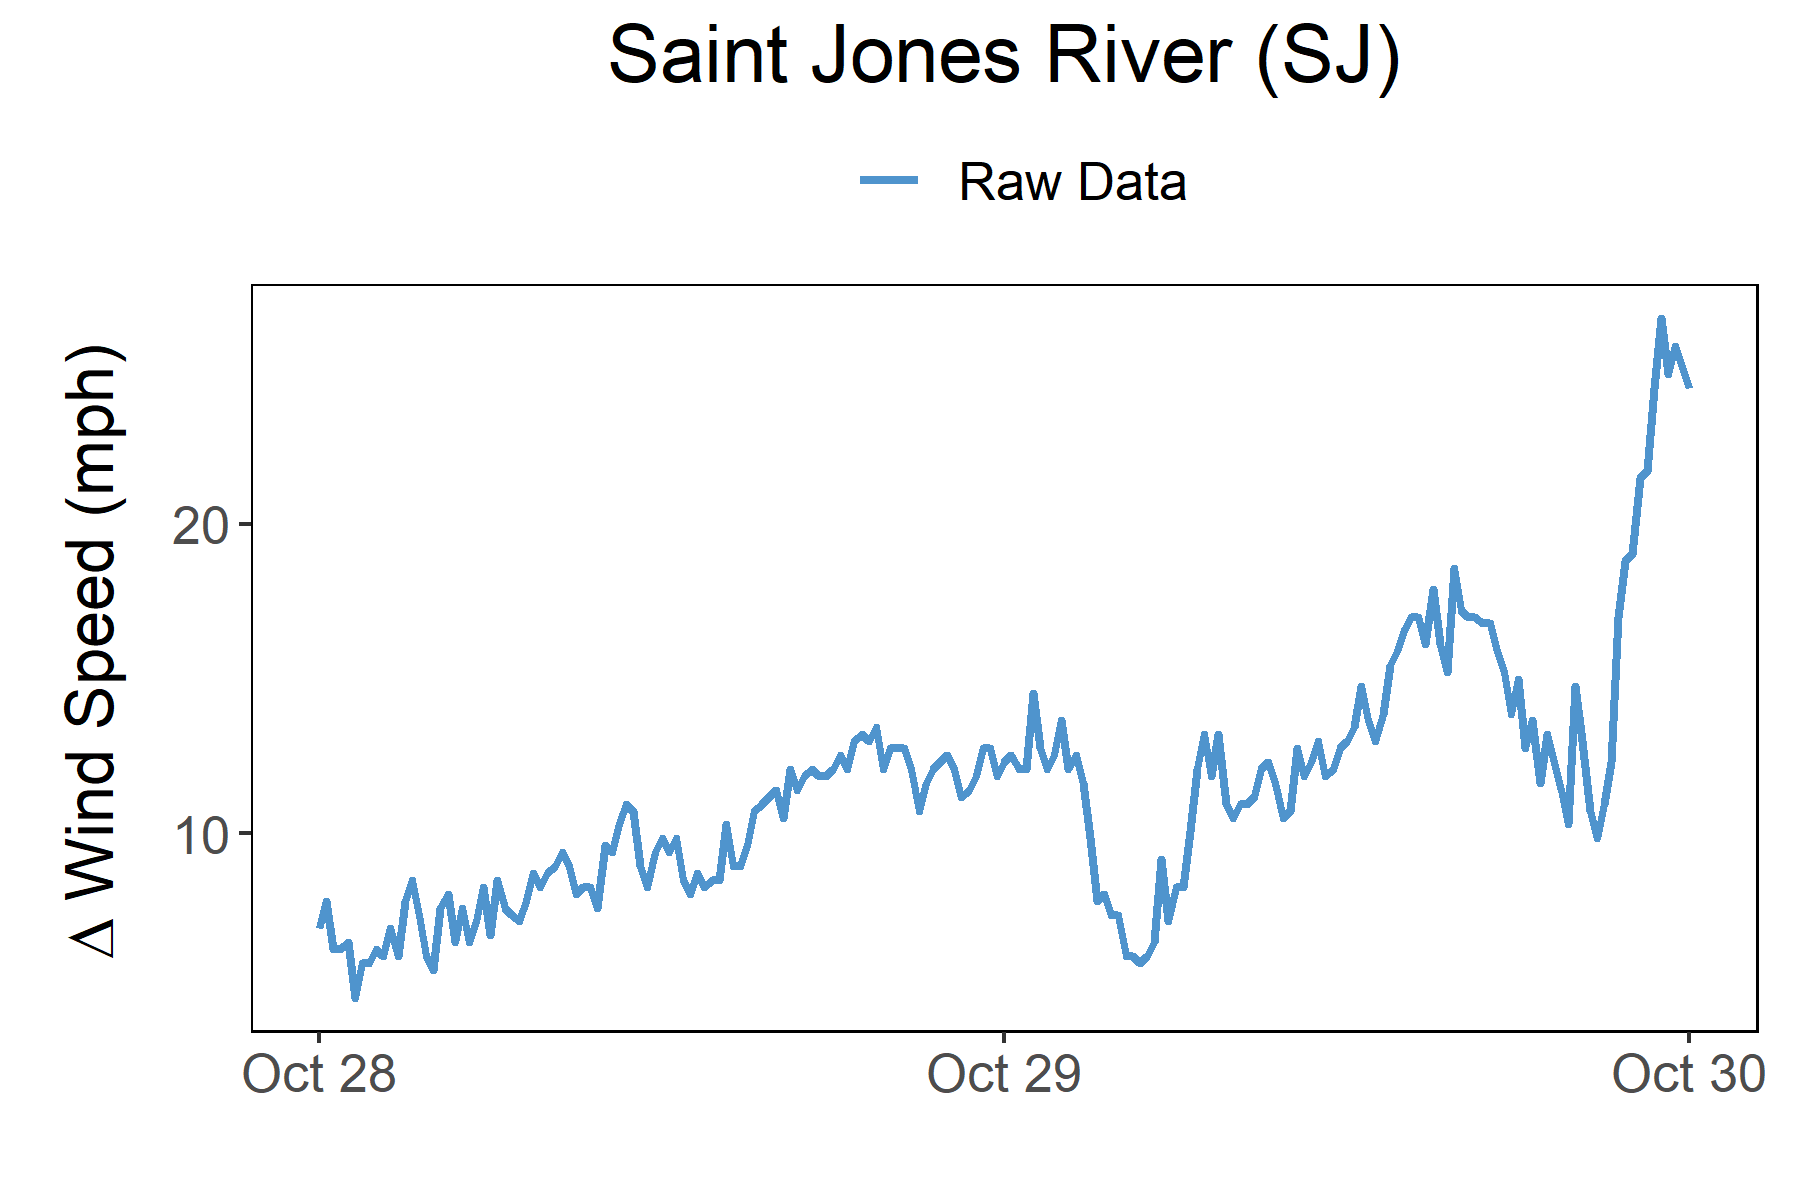 Saint Jones River (SJ)
Raw Data
Δ Wind Speed (mph)
20
10
Oct 28
Oct 29
Oct 30